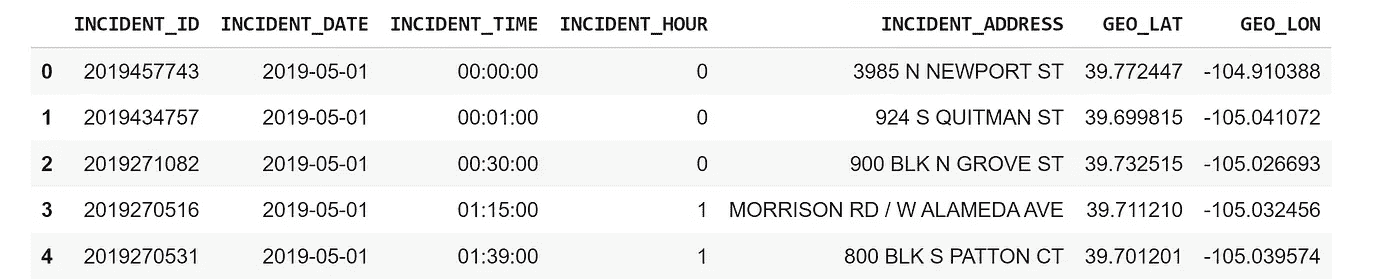 INCIDENT_ID INCIDENT_DATE INCIDENT_TIME INCIDENT_HOUR INCIDENT_ADDRESS GEO_LAT GEO_LON
0 2019457743 2019-05-01 00:00:00 0 3985 N NEWPORT ST 39.772447 -104.910388
1 2019434757 2019-05-01 00:01:00 0 924 S QUITMAN ST 39.699815 -105.041072
2 2019271082 2019-05-01 00:30:00 0 900 BLK N GROVE ST 39.732515 -105.026693
3 2019270516 2019-05-01 01:15:00 1 MORRISON RD / W ALAMEDA AVE 39.711210 -105.032456
4 2019270531 2019-05-01 01:39:00 1 800 BLK S PATTON CT 39.701201 -105.039574